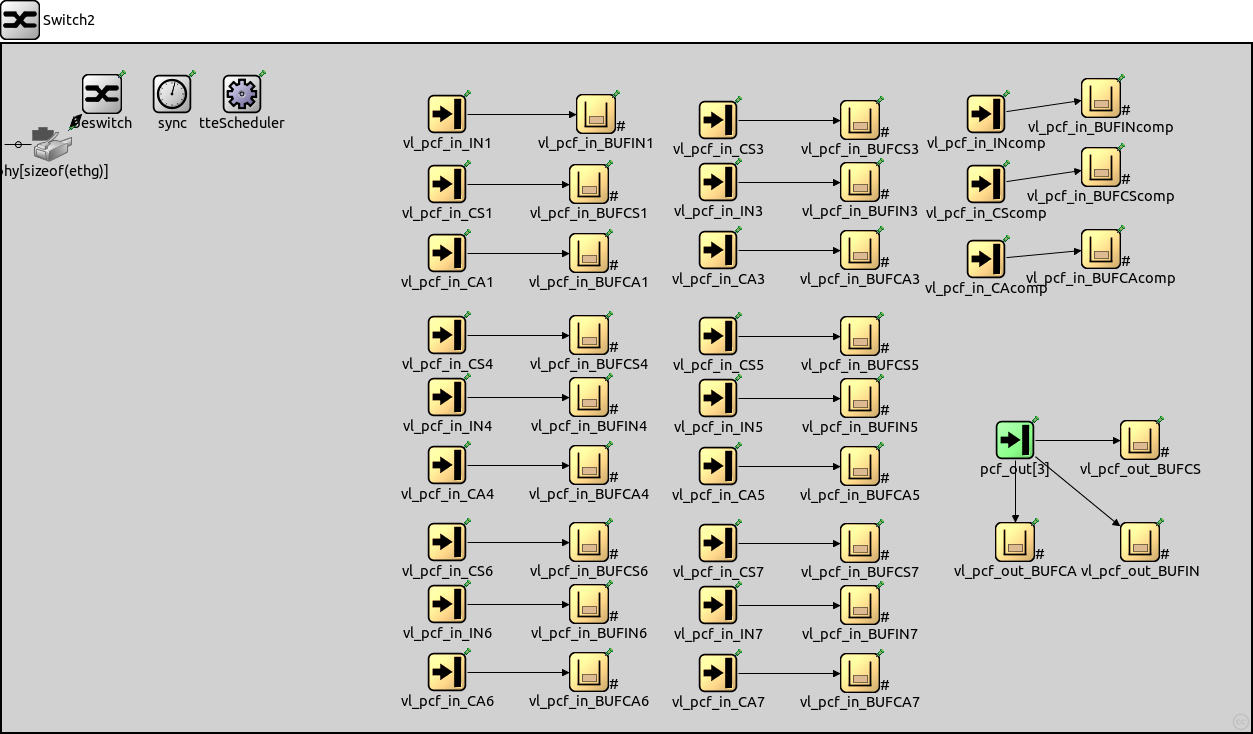 Switch2
Beswitch
sync
tteScheduler
hy[sizeof(ethg)]
vl_pcf_in_IN1
#
vl_pcf_in_BUFIN1
vl_pcf_in_CS1
#
vl_pcf_in_BUFCS1
vl_pcf_in_CA1
#
vl_pcf_in_BUFCA1
vl_pcf_in_CS4
#
vl_pcf_in_BUFCS4
vl_pcf_in_IN4
#
vl_pcf_in_BUFIN4
vl_pcf_in_CA4
#
vl_pcf_in_BUFCA4
vl_pcf_in_CS6
#
vl_pcf_in_BUFCS6
vl_pcf_in_IN6
#
vl_pcf_in_BUFIN6
vl_pcf_in_CA6
#
vl_pcf_in_BUFCA6
vl_pcf_in_CS3
#
vl_pcf_in_BUFCS3
vl_pcf_in_IN3
#
vl_pcf_in_BUFIN3
vl_pcf_in_CA3
#
vl_pcf_in_BUFCA3
vl_pcf_in_CS5
#
vl_pcf_in_BUFCS5
vl_pcf_in_IN5
#
vl_pcf_in_BUFIN5
vl_pcf_in_CA5
#
vl_pcf_in_BUFCA5
vl_pcf_in_CS7
#
vl_pcf_in_BUFCS7
vl_pcf_in_IN7
#
vl_pcf_in_BUFIN7
vl_pcf_in_CA7
#
vl_pcf_in_BUFCA7
vl_pcf_in_INcomp
#
vl_pcf_in_BUFINcomp
vl_pcf_in_CScomp
#
vl_pcf_in_BUFCScomp
vl_pcf_in_CAcomp
#
vl_pcf_in_BUFCAcomp
pcf_out[3]
#
vl_pcf_out_BUFCS
#
vl_pcf_out_BUFCA
#
vl_pcf_out_BUFIN